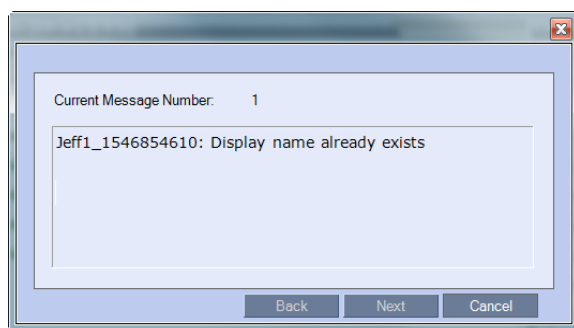 Current Message Number: 1
Jeff1_1546854610: Display name already exists
Back Next Cancel